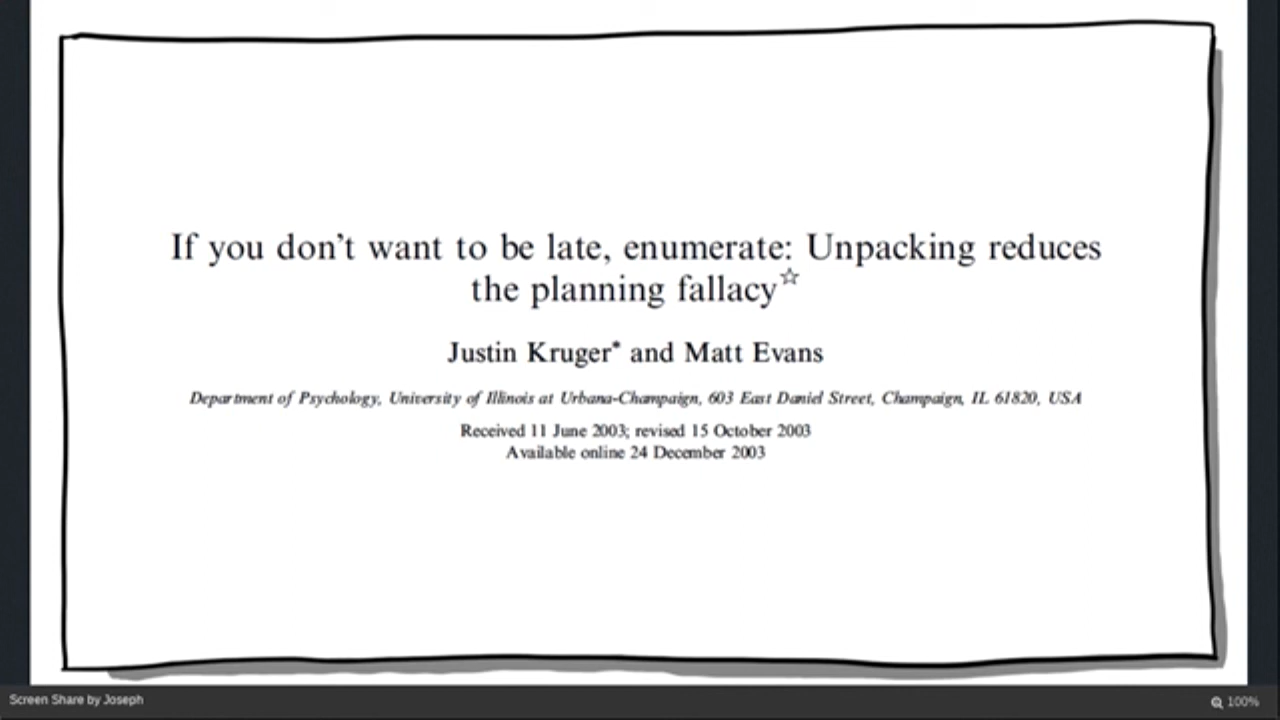 If you don't want to be late, enumerate: Unpacking reduces
the planning fallacy☆
Justin Kruger* and Matt Evans
Department of Psychology, University of Illinois at Urbana-Champaign, 603 East Daniel Street, Champaign, IL 61820, USA
Received 11 June 2003; revised 15 October 2003
Available online 24 December 2003
Screen Share by Joseph
100%